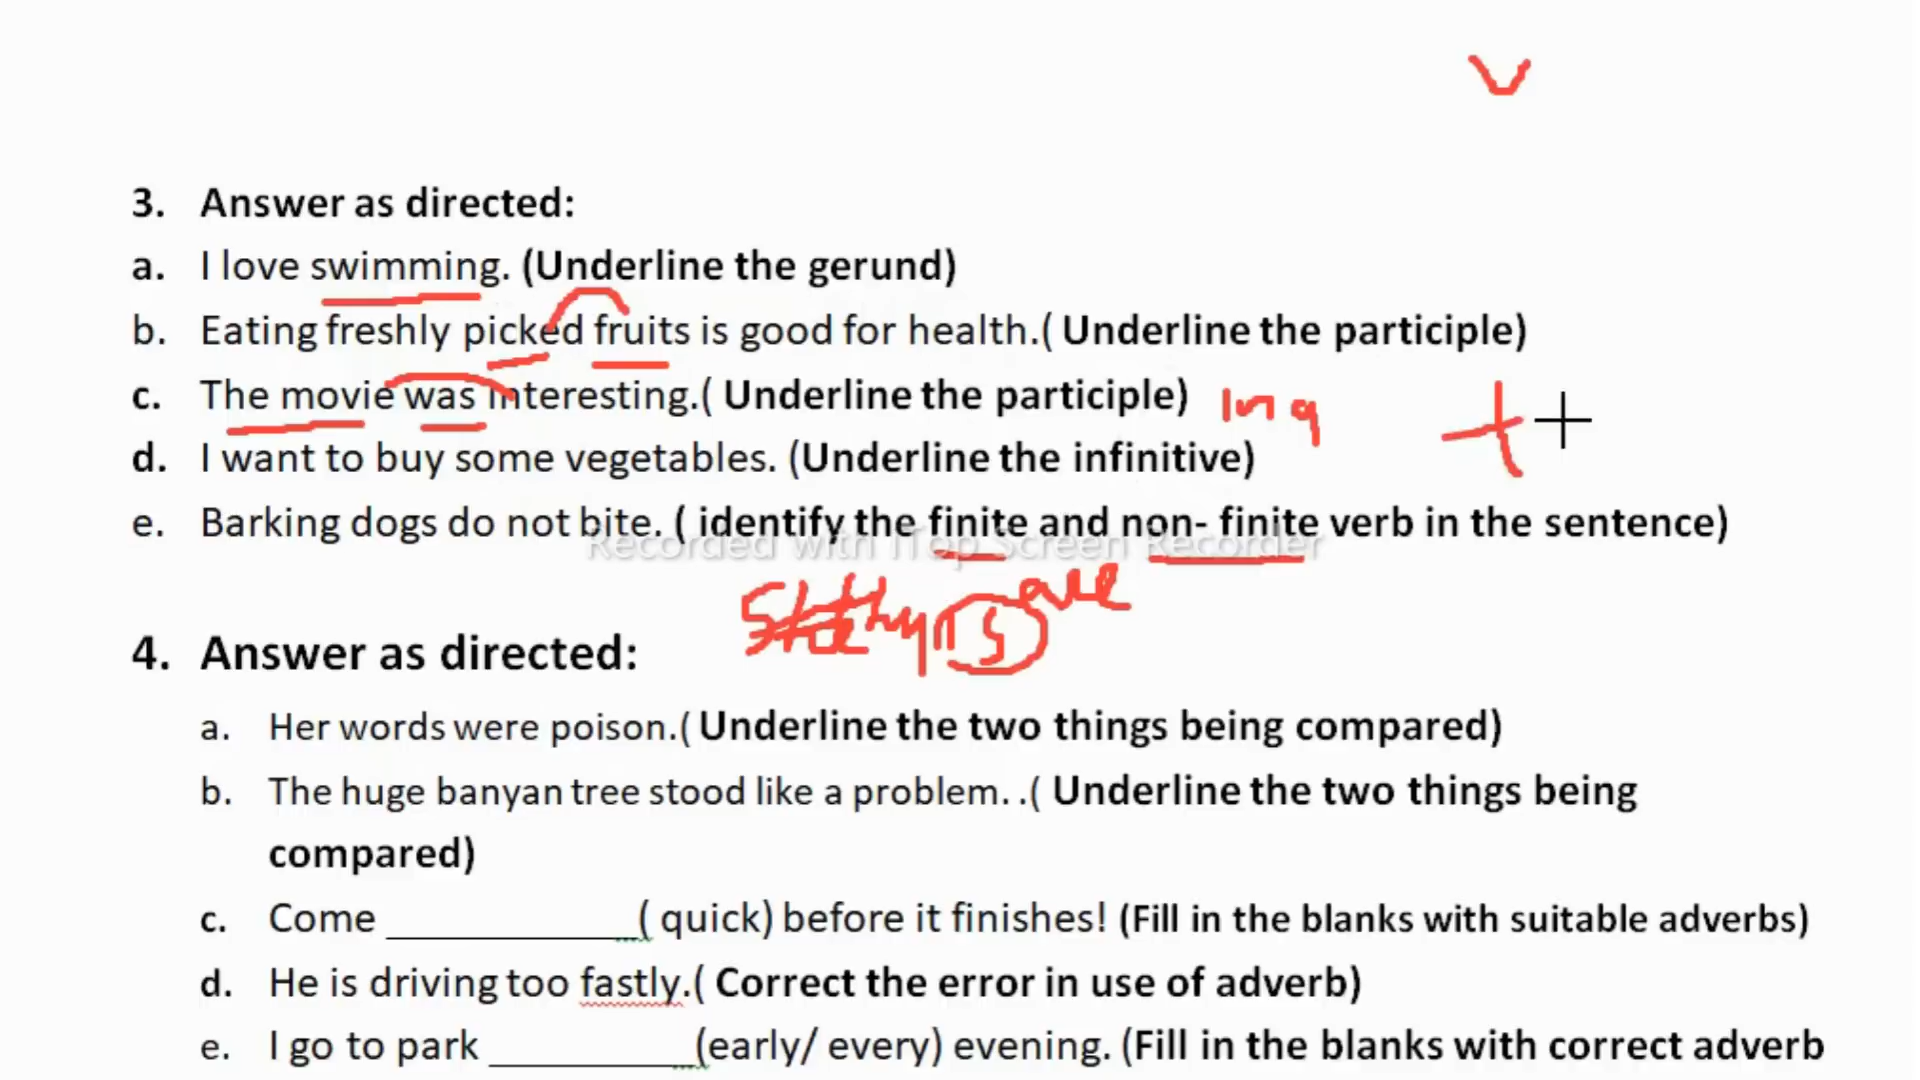 3. Answer as directed:
a. I love swimming. (Underline the gerund)
b. Eating freshly picked fruits is good for health.( Underline the participle)
c. The movie was interesting.( Underline the participle) ing
d. I want to buy some vegetables. (Underline the infinitive)
e. Barking dogs do not bite. ( identify the finite and non- finite verb in the sentence)
Recorded with iTop Screen Recorder
is are
4. Answer as directed:
a. Her words were poison.( Underline the two things being compared)
b. The huge banyan tree stood like a problem. .( Underline the two things being
compared)
c. Come ____________( quick) before it finishes! (Fill in the blanks with suitable adverbs)
d. He is driving too fastly.( Correct the error in use of adverb)
e. I go to park __________(early/ every) evening. (Fill in the blanks with correct adverb